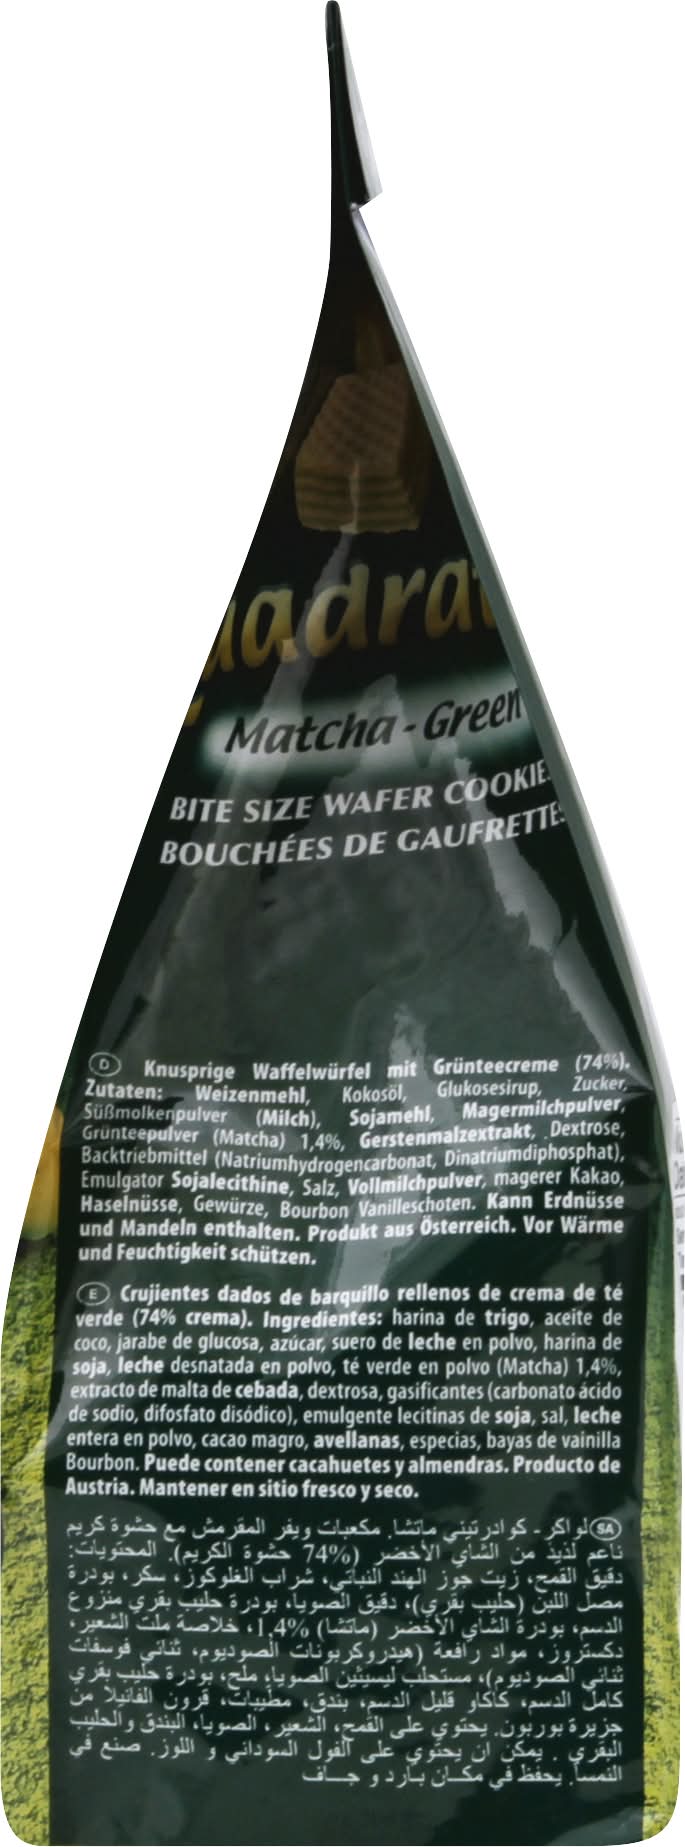 uadrat
Matcha - Green
BITE SIZE WAFER COOKIE
BOUCHÉES DE GAUFRETTE
D Knusprige Waffelwürfel mit Grünteecreme (74%).
Zutaten: Weizenmehl, Kokosöl, Glukosesirup, Zucker,
Süßmolkenpulver (Milch), Sojamehl, Magermilchpulver,
Grünteepulver (Matcha) 1,4%, Gerstenmalzextrakt, Dextrose,
Backtriebmittel (Natriumhydrogencarbonat, Dinatriumdiphosphat),
Emulgator Sojalecithine, Salz, Vollmilchpulver, magerer Kakao,
Haselnüsse, Gewürze, Bourbon Vanilleschoten. Kann Erdnüsse
und Mandeln enthalten. Produkt aus Österreich. Vor Wärme
und Feuchtigkeit schützen.
E Crujientes dados de barquillo rellenos de crema de té
verde (74% crema). Ingredientes: harina de trigo, aceite de
coco, jarabe de glucosa, azúcar, suero de leche en polvo, harina de
soja, leche desnatada en polvo, té verde en polvo (Matcha) 1,4%,
extracto de malta de cebada, dextrosa, gasificantes (carbonato ácido
de sodio, difosfato disódico), emulgente lecitinas de soja, sal, leche
entera en polvo, cacao magro, avellanas, especias, bayas de vainilla
Bourbon. Puede contener cacahuetes y almendras. Producto de
Austria. Mantener en sitio fresco y seco.
SA لواكر - كوادرتيني ماتشا. مكعبات ويفر المقرمش مع حشوة كريم
ناعم لذيذ من الشاي الأخضر (74% حشوة الكريم). المحتويات:
دقيق القمح، زيت جوز الهند النباتي، شراب الغلوكوز، سكر، بودرة
مصل اللبن (حليب بقري)، دقيق الصويا، بودرة حليب بقري منزوع
الدسم، بودرة الشاي الأخضر (ماتشا) 1,4%، خلاصة ملت الشعير،
دكستروز، مواد رافعة (هيدروكربونات الصوديوم، ثنائي فوسفات
ثنائي الصوديوم)، مستحلب ليستين الصويا، ملح، بودرة حليب بقري
كامل الدسم، كاكاو قليل الدسم، بندق، مطيبات، قرون الفانيلا من
جزيرة بوربون. يحتوي على القمح، الشعير، الصويا، البندق والحليب
البقري . يمكن ان يحتوي على الفول السوداني و اللوز. صنع في
النمسا. يحفظ في مكان بارد و جاف